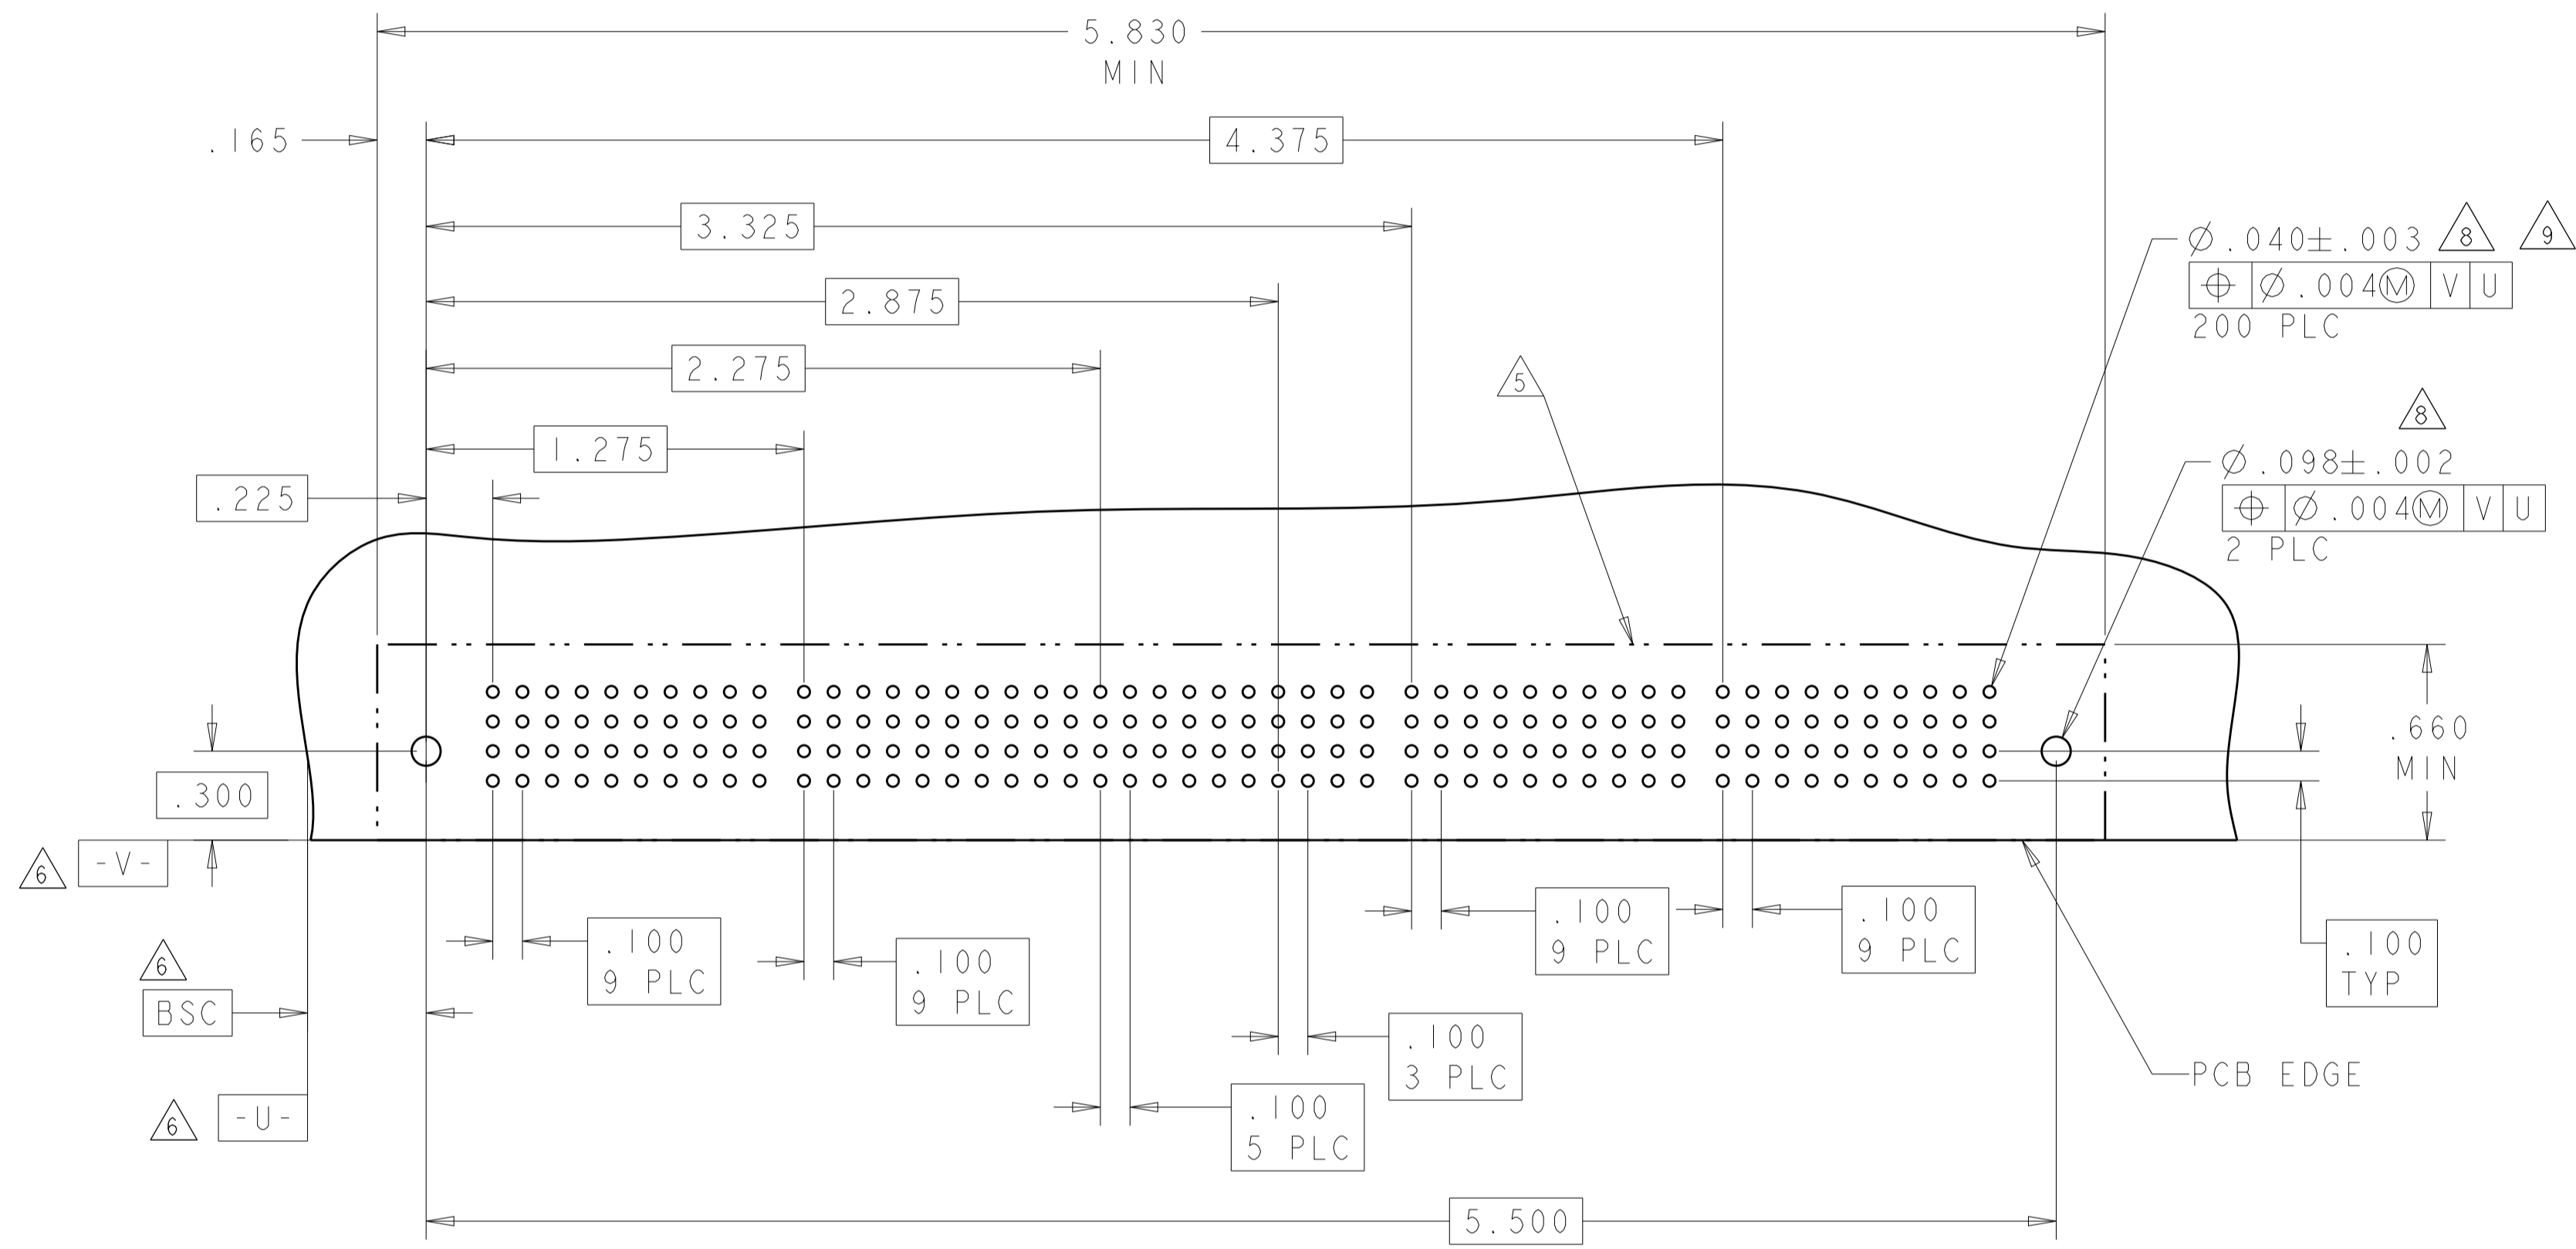 5.830
MIN
.165
4.375
3.325
Ø.040±.003 8 9
⌖ Ø.004Ⓜ V U
200 PLC
2.875
2.275
5
8
1.275
Ø.098±.002
⌖ Ø.004Ⓜ V U
2 PLC
.225
.660
MIN
.300
6 -V-
.100
9 PLC
.100
9 PLC
.100
9 PLC
.100
9 PLC
.100
TYP
6
BSC
.100
3 PLC
PCB EDGE
6 -U-
.100
5 PLC
5.500